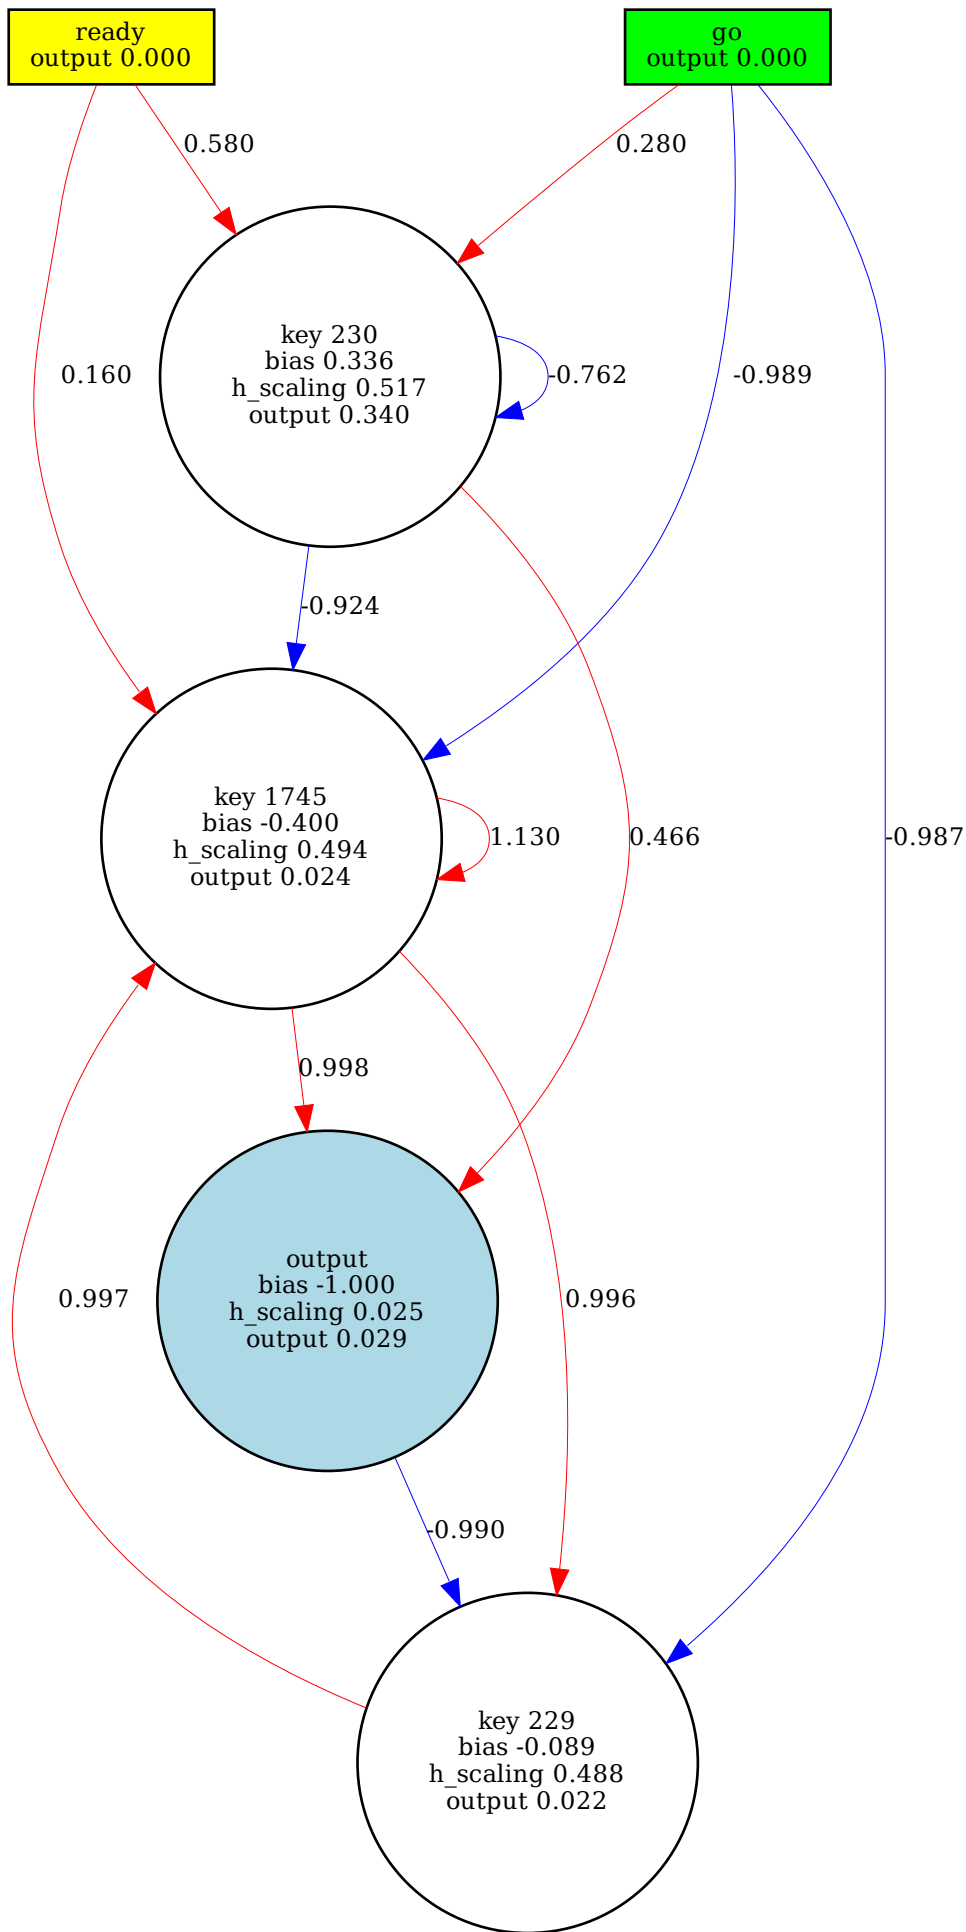 ready
output 0.000
go
output 0.000
0.580
0.280
key 230
bias 0.336
h_scaling 0.517
output 0.340
0.160
-0.762
-0.989
-0.924
key 1745
bias -0.400
h_scaling 0.494
output 0.024
1.130
0.466
-0.987
0.998
output
bias -1.000
h_scaling 0.025
output 0.029
0.997
0.996
-0.990
key 229
bias -0.089
h_scaling 0.488
output 0.022